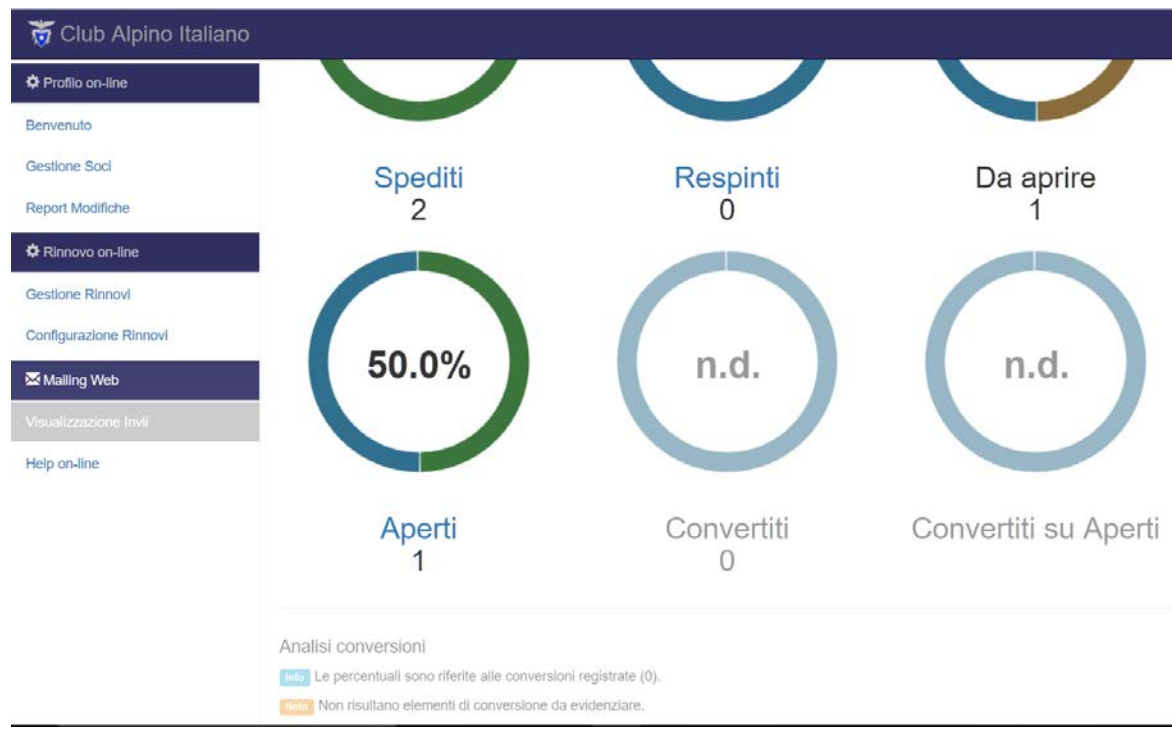 Club Alpino Italiano
Profilo on-line
Benvenuto
Gestione Soci
Report Modifiche
Rinnovo on-line
Gestione Rinnovi
Configurazione Rinnovi
Mailing Web
Visualizzazione Invii
Help on-line
Spediti
2
Respinti
0
Da aprire
1
50.0%
n.d.
n.d.
Aperti
1
Convertiti
0
Convertiti su Aperti
Analisi conversioni
Info Le percentuali sono riferite alle conversioni registrate (0).
Nota Non risultano elementi di conversione da evidenziare.